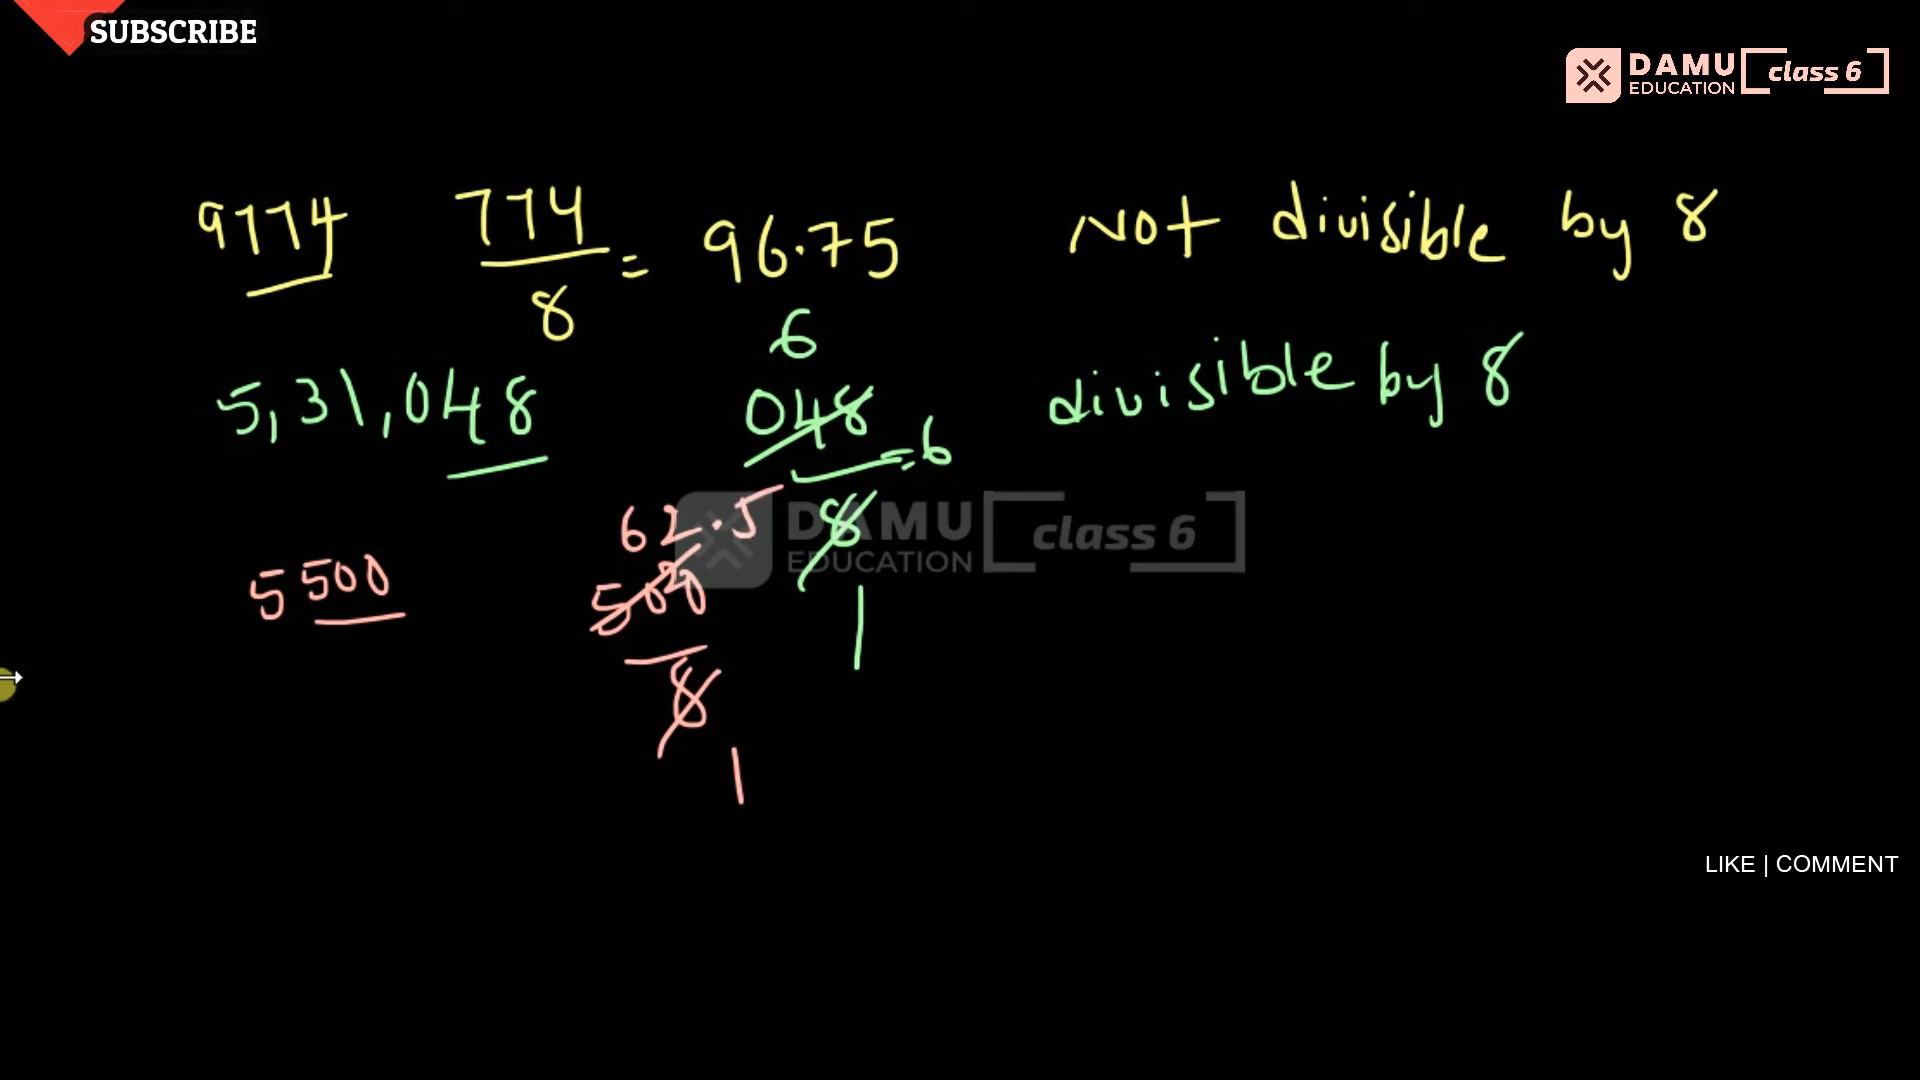 SUBSCRIBE
DAMU EDUCATION class 6
9774 774/8 = 96.75 Not divisible by 8
5,31,048 6 048/8 = 6 1 divisible by 8
DAMU EDUCATION class 6
5500 62.5 500/8 1
LIKE | COMMENT